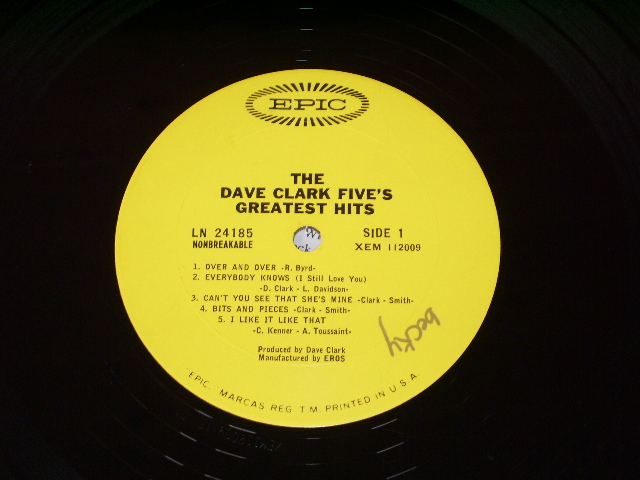 EPIC
THE
DAVE CLARK FIVE'S
GREATEST HITS
LN 24185
NONBREAKABLE
SIDE 1
XEM 112009
1. OVER AND OVER -R. Byrd-
2. EVERYBODY KNOWS (I Still Love You)
-D. Clark - L. Davidson-
3. CAN'T YOU SEE THAT SHE'S MINE -Clark - Smith-
4. BITS AND PIECES -Clark - Smith-
5. I LIKE IT LIKE THAT
-C. Kenner - A. Toussaint-
Produced by Dave Clark
Manufactured by EROS
becky
EPIC. MARCAS REG. T.M. PRINTED IN U.S.A.